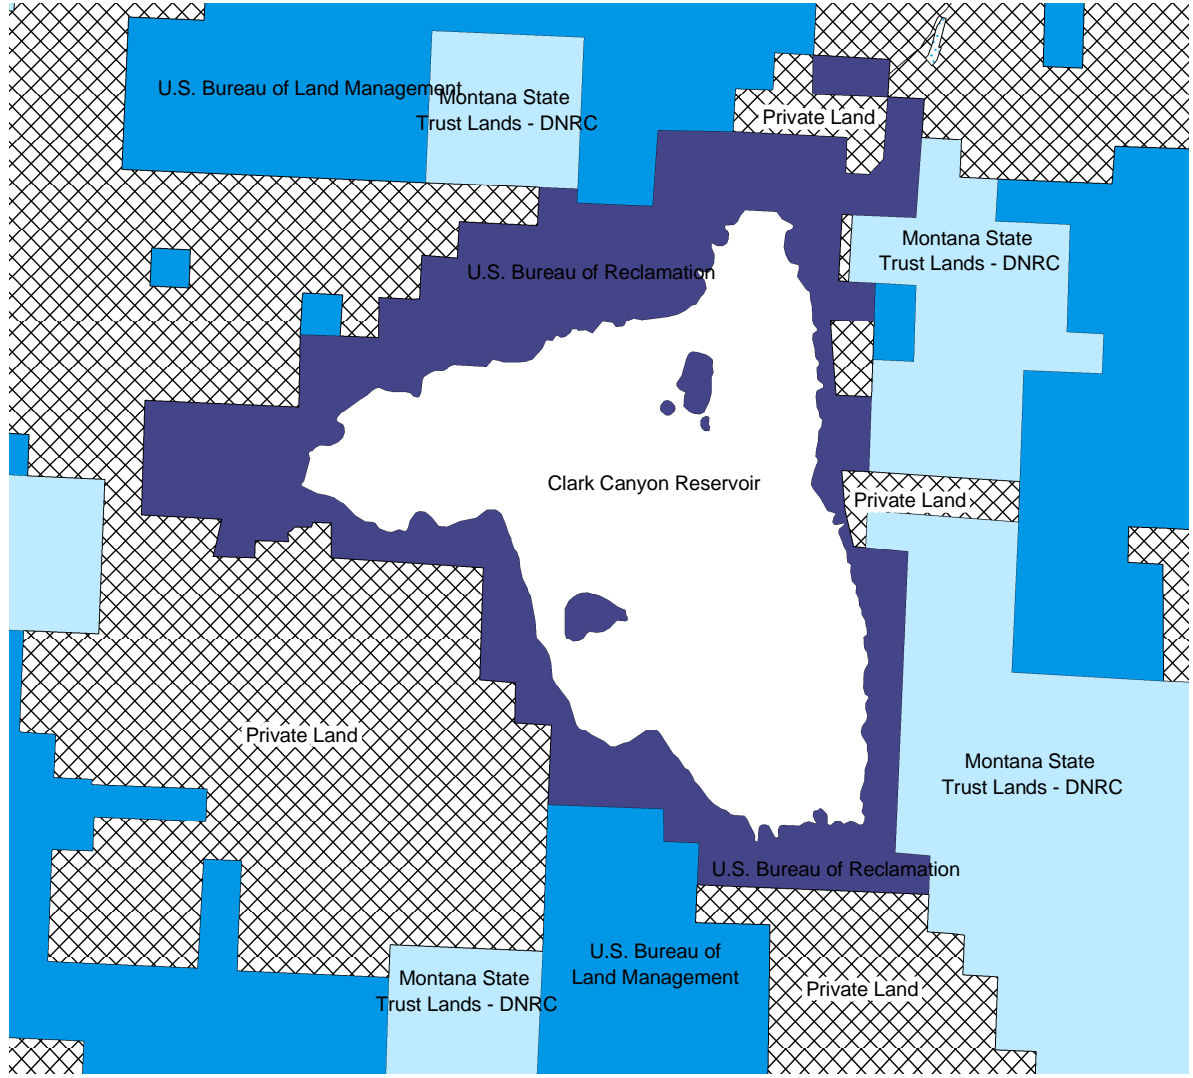 U.S. Bureau of Land Management
Montana State
Trust Lands - DNRC
Private Land
Montana State
Trust Lands - DNRC
U.S. Bureau of Reclamation
Clark Canyon Reservoir
Private Land
Private Land
Montana State
Trust Lands - DNRC
U.S. Bureau of Reclamation
U.S. Bureau of
Land Management
Montana State
Trust Lands - DNRC
Private Land